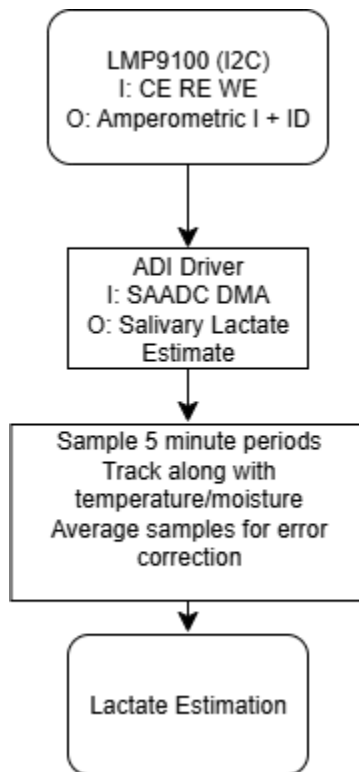 LMP9100 (I2C)
I: CE RE WE
O: Amperometric I + ID
ADI Driver
I: SAADC DMA
O: Salivary Lactate
Estimate
Sample 5 minute periods
Track along with
temperature/moisture
Average samples for error
correction
Lactate Estimation